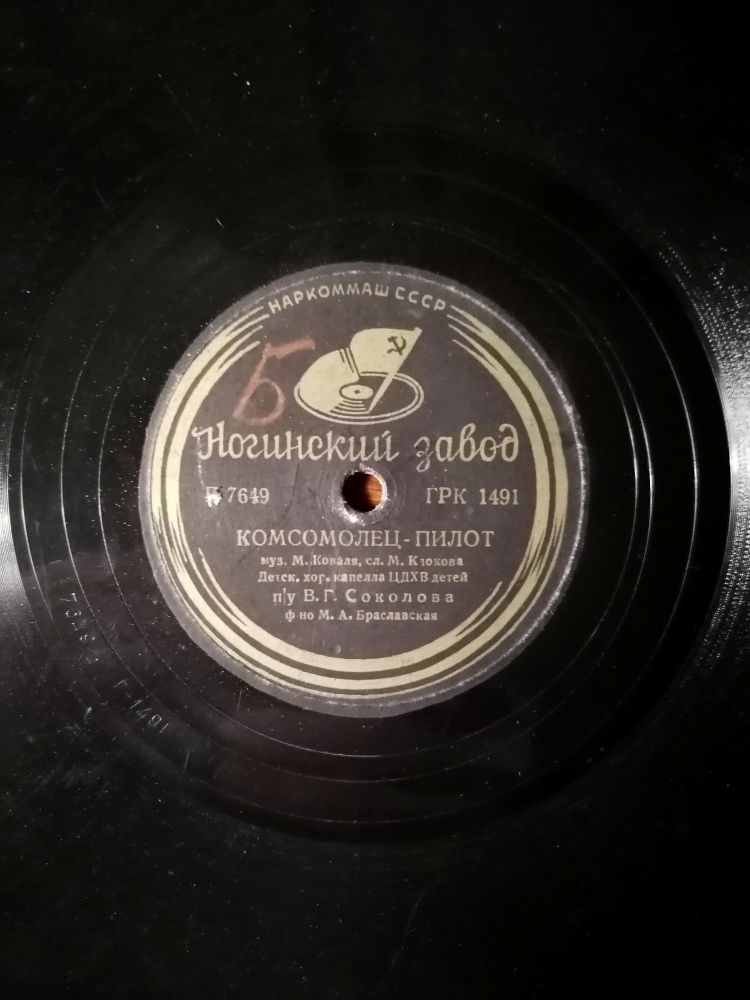 НАРКОММАШ СССР
Б
Ногинский завод
7649 ГРК 1491
КОМСОМОЛЕЦ-ПИЛОТ
муз. М. Коваля, сл. М. Клокова
Детск. хор. капелла ЦДХВ детей
п/у В. Г. Соколова
ф-но М. А. Браславская
Г 1491